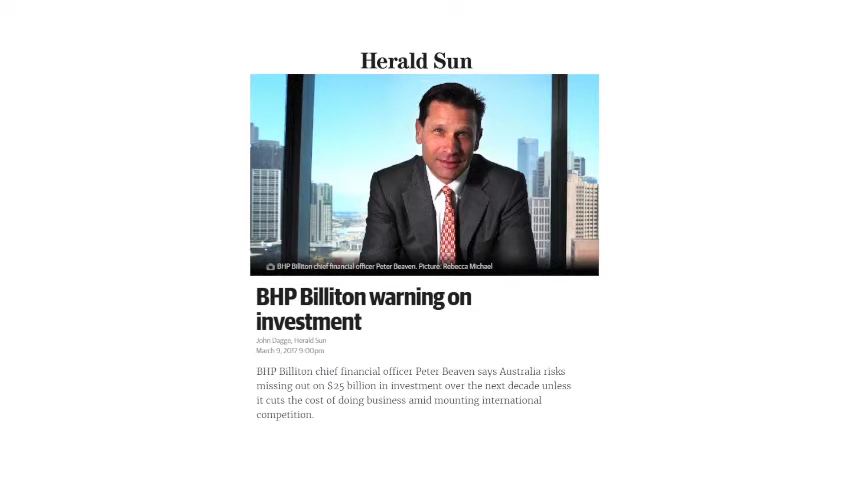 Herald Sun
BHP Billiton chief financial officer Peter Beaven. Picture: Rebecca Michael
BHP Billiton warning on
investment
John Dagge, Herald Sun
March 9, 2017 9:00pm
BHP Billiton chief financial officer Peter Beaven says Australia risks
missing out on $25 billion in investment over the next decade unless
it cuts the cost of doing business amid mounting international
competition.